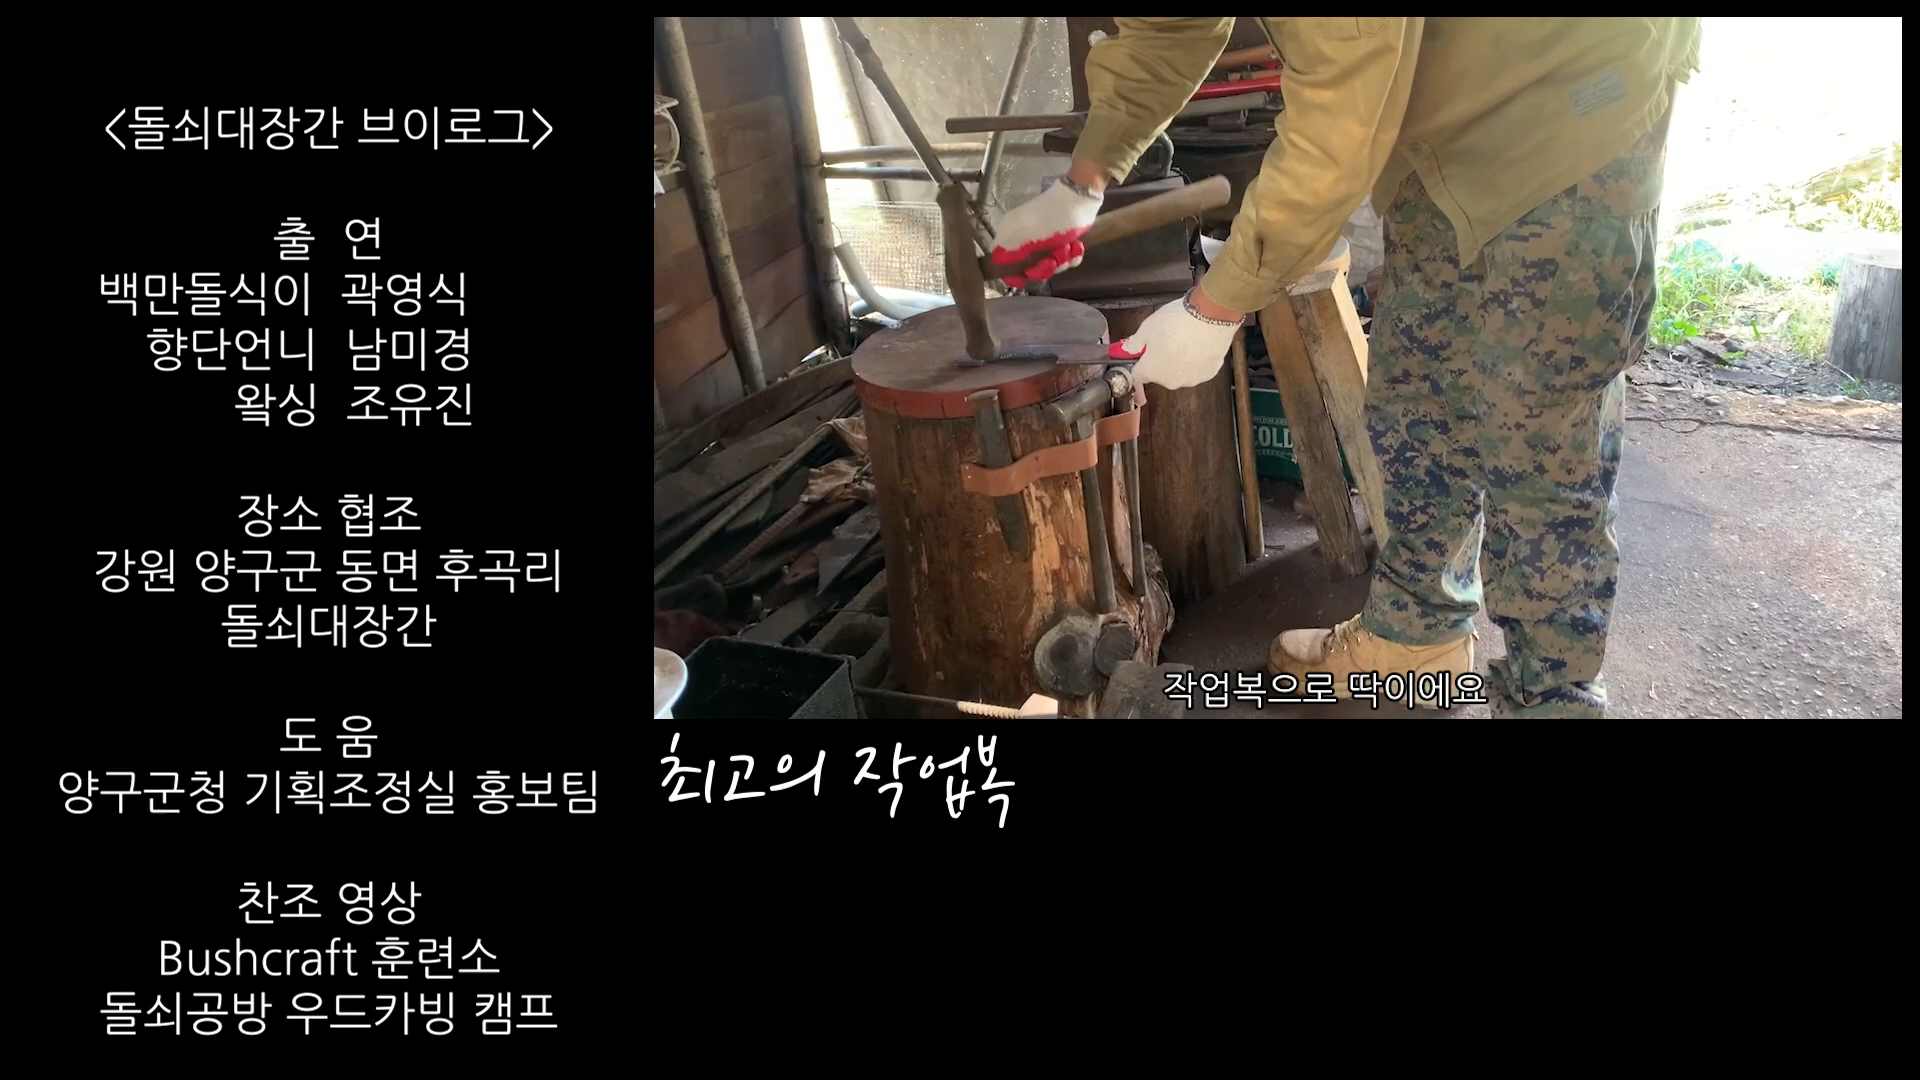 <돌쇠대장간 브이로그>
출 연
백만돌식이 곽영식
향단언니 남미경
왘싱 조유진
장소 협조
강원 양구군 동면 후곡리
돌쇠대장간
도 움
양구군청 기획조정실 홍보팀
찬조 영상
Bushcraft 훈련소
돌쇠공방 우드카빙 캠프
COLD
작업복으로 딱이에요
최고의 작업복